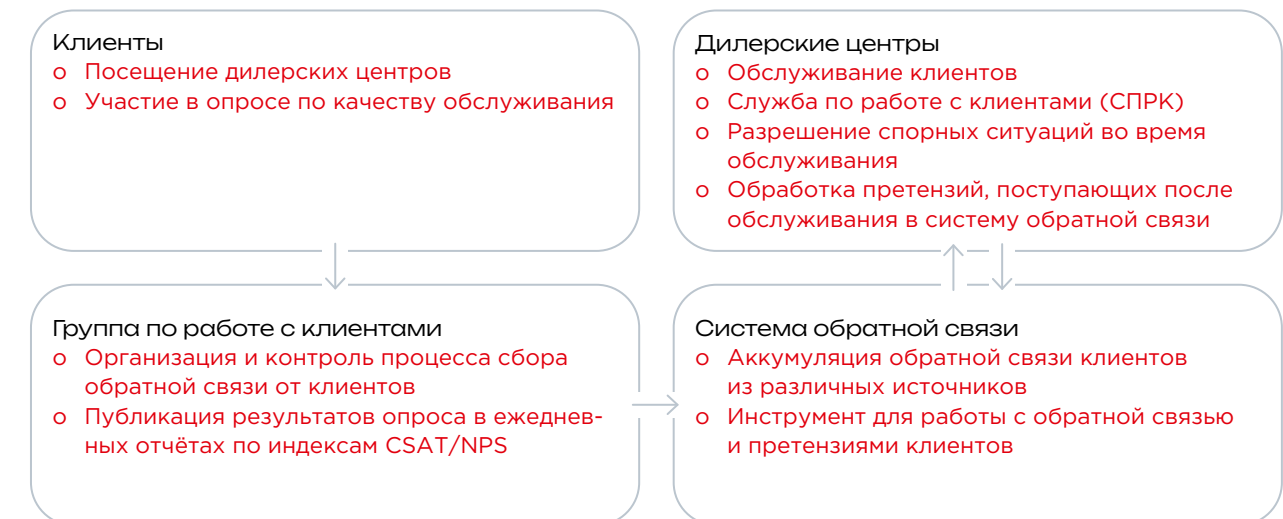 Клиенты
o Посещение дилерских центров
o Участие в опросе по качеству обслуживания
Дилерские центры
o Обслуживание клиентов
o Служба по работе с клиентами (СПРК)
o Разрешение спорных ситуаций во время
обслуживания
o Обработка претензий, поступающих после
обслуживания в систему обратной связи
Группа по работе с клиентами
o Организация и контроль процесса сбора
обратной связи от клиентов
o Публикация результатов опроса в ежеднев-
ных отчётах по индексам CSAT/NPS
Система обратной связи
o Аккумуляция обратной связи клиентов
из различных источников
o Инструмент для работы с обратной связью
и претензиями клиентов